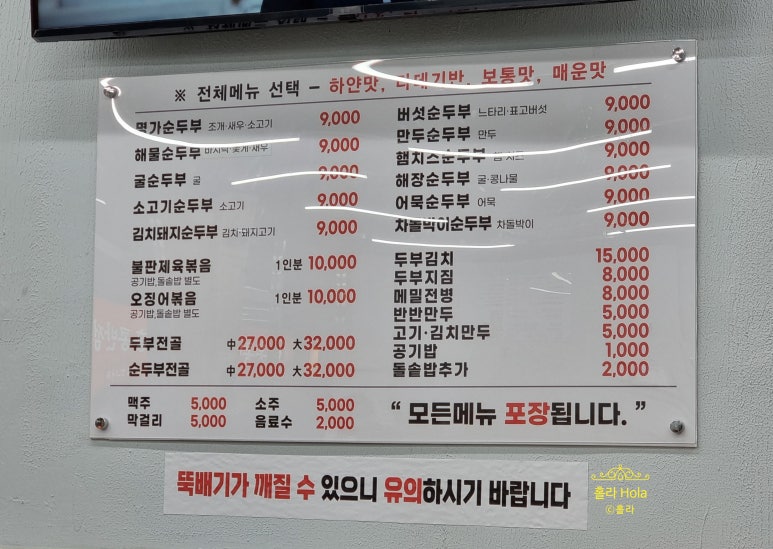 ※ 전체메뉴 선택 - 하얀맛, 다데기반, 보통맛, 매운맛
명가순두부 조개·새우·소고기 9,000
해물순두부 바지락·꽃게·새우 9,000
굴순두부 굴 9,000
소고기순두부 소고기 9,000
김치돼지순두부 김치·돼지고기 9,000
불판제육볶음 1인분 10,000
공기밥,돌솥밥 별도
오징어볶음 1인분 10,000
공기밥,돌솥밥 별도
두부전골 中 27,000 大 32,000
순두부전골 中 27,000 大 32,000
버섯순두부 느타리·표고버섯 9,000
만두순두부 만두 9,000
햄치즈순두부 햄·치즈 9,000
해장순두부 굴·콩나물 9,000
어묵순두부 어묵 9,000
차돌박이순두부 차돌박이 9,000
두부김치 15,000
두부지짐 8,000
메밀전병 8,000
반반만두 5,000
고기·김치만두 5,000
공기밥 1,000
돌솥밥추가 2,000
맥주 5,000 소주 5,000
막걸리 5,000 음료수 2,000
“ 모든메뉴 포장됩니다. ”
뚝배기가 깨질 수 있으니 유의하시기 바랍니다
홀라 Hola
©홀라